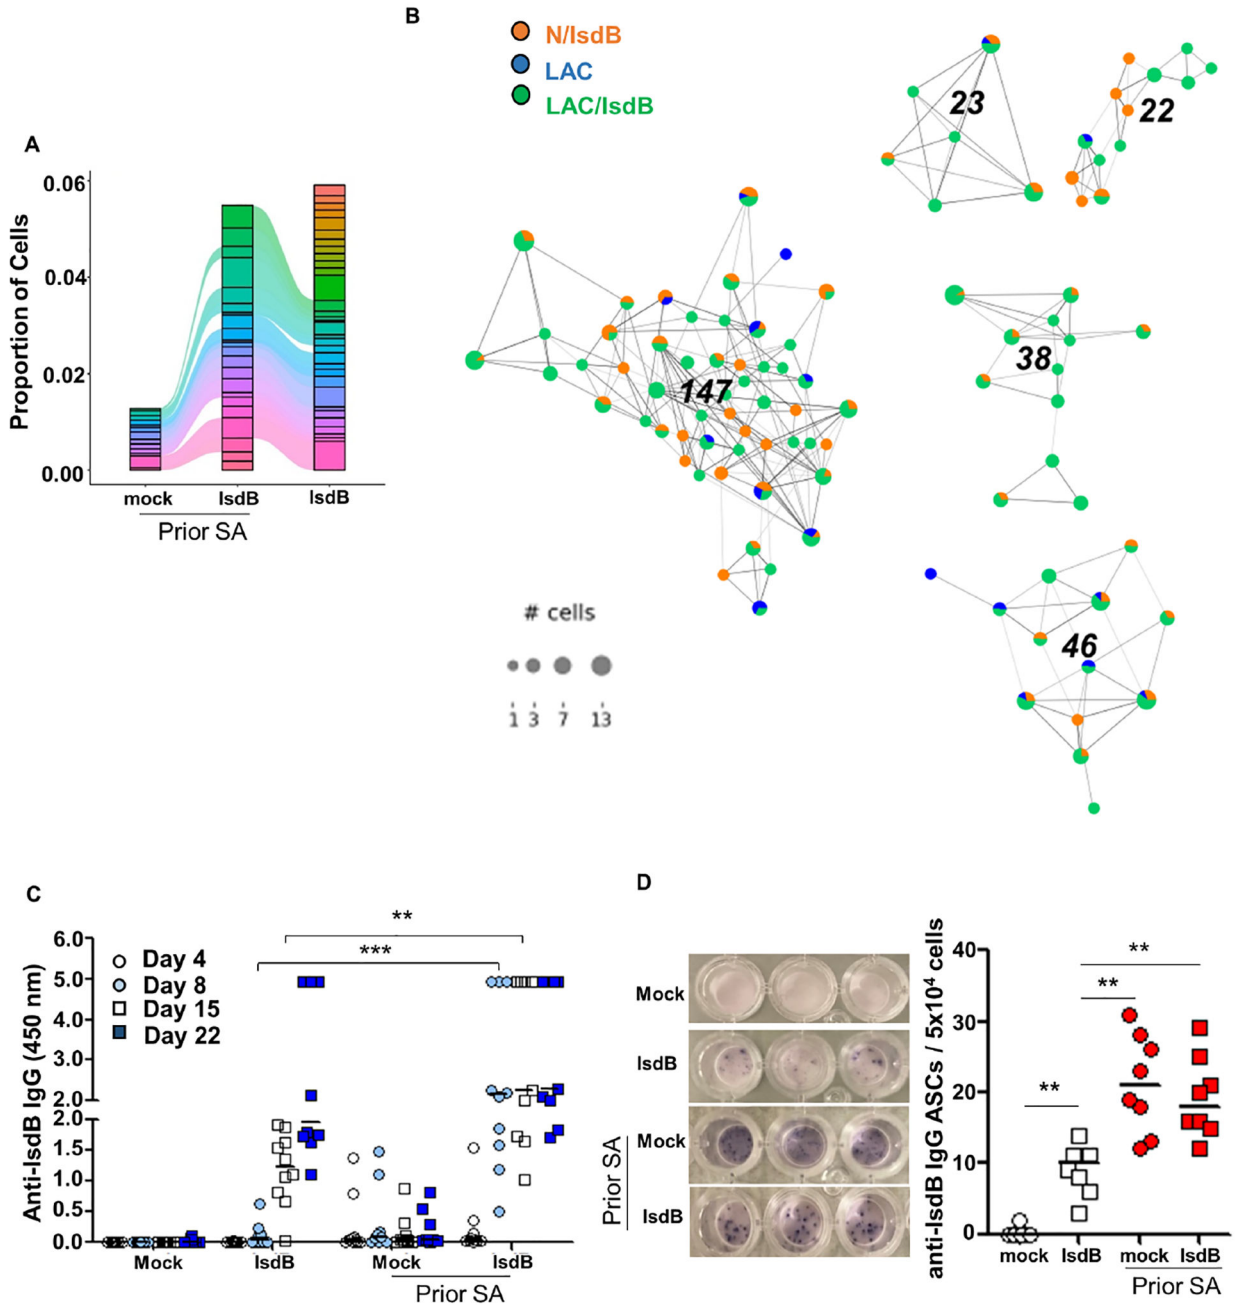 B
N/IsdB
LAC
LAC/IsdB
23
22
147
38
46
# cells
1 3 7 13
A
Proportion of Cells
0.06
0.04
0.02
0.00
mock IsdB IsdB
Prior SA
C
Anti-IsdB IgG (450 nm)
6.0
5.0
4.0
3.0
2.0
2.0
1.5
1.0
0.5
0.0
Day 4
Day 8
Day 15
Day 22
**
***
Mock IsdB Mock IsdB
Prior SA
D
Mock
IsdB
Mock
IsdB
Prior SA
anti-IsdB IgG ASCs / 5x10⁴ cells
40
30
20
10
0
**
**
**
mock IsdB mock IsdB
Prior SA